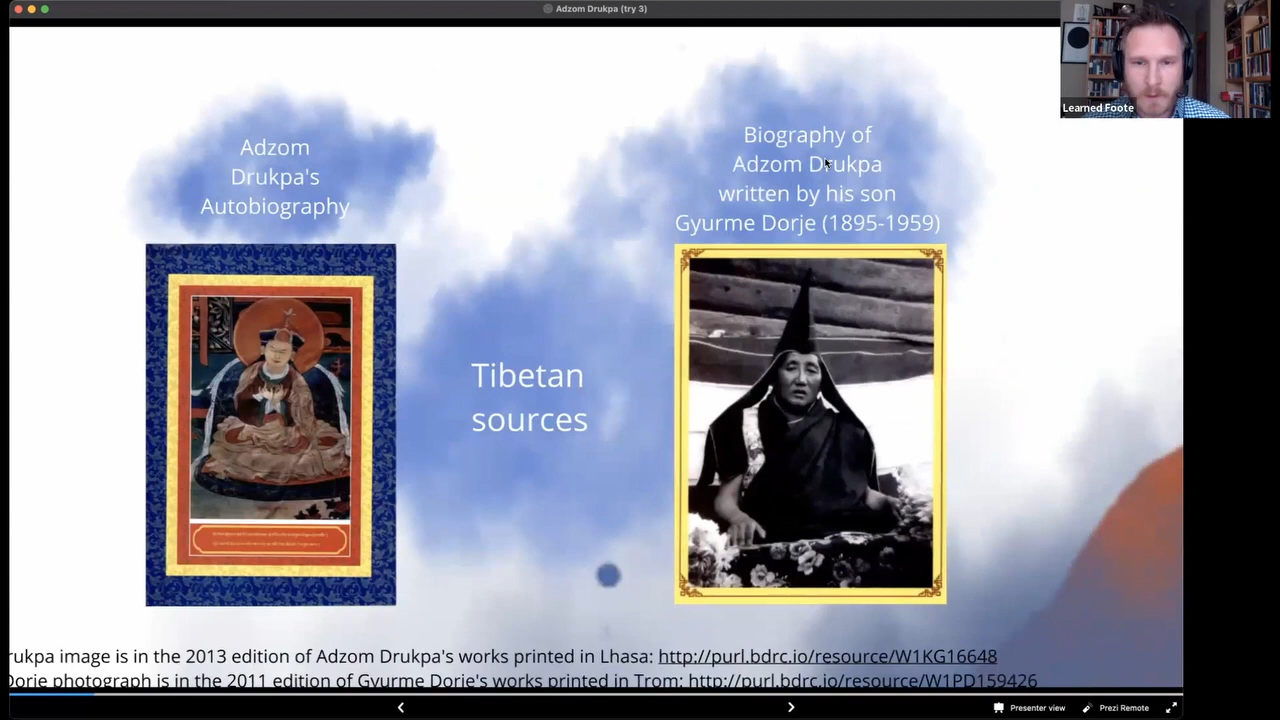 Adzom Drukpa (try 3)
Learned Foote
Adzom
Drukpa's
Autobiography
Biography of
Adzom Drukpa
written by his son
Gyurme Dorje (1895-1959)
Tibetan
sources
rukpa image is in the 2013 edition of Adzom Drukpa's works printed in Lhasa: http://purl.bdrc.io/resource/W1KG16648
Dorje photograph is in the 2011 edition of Gyurme Dorje's works printed in Trom: http://purl.bdrc.io/resource/W1PD159426
Presenter view
Prezi Remote